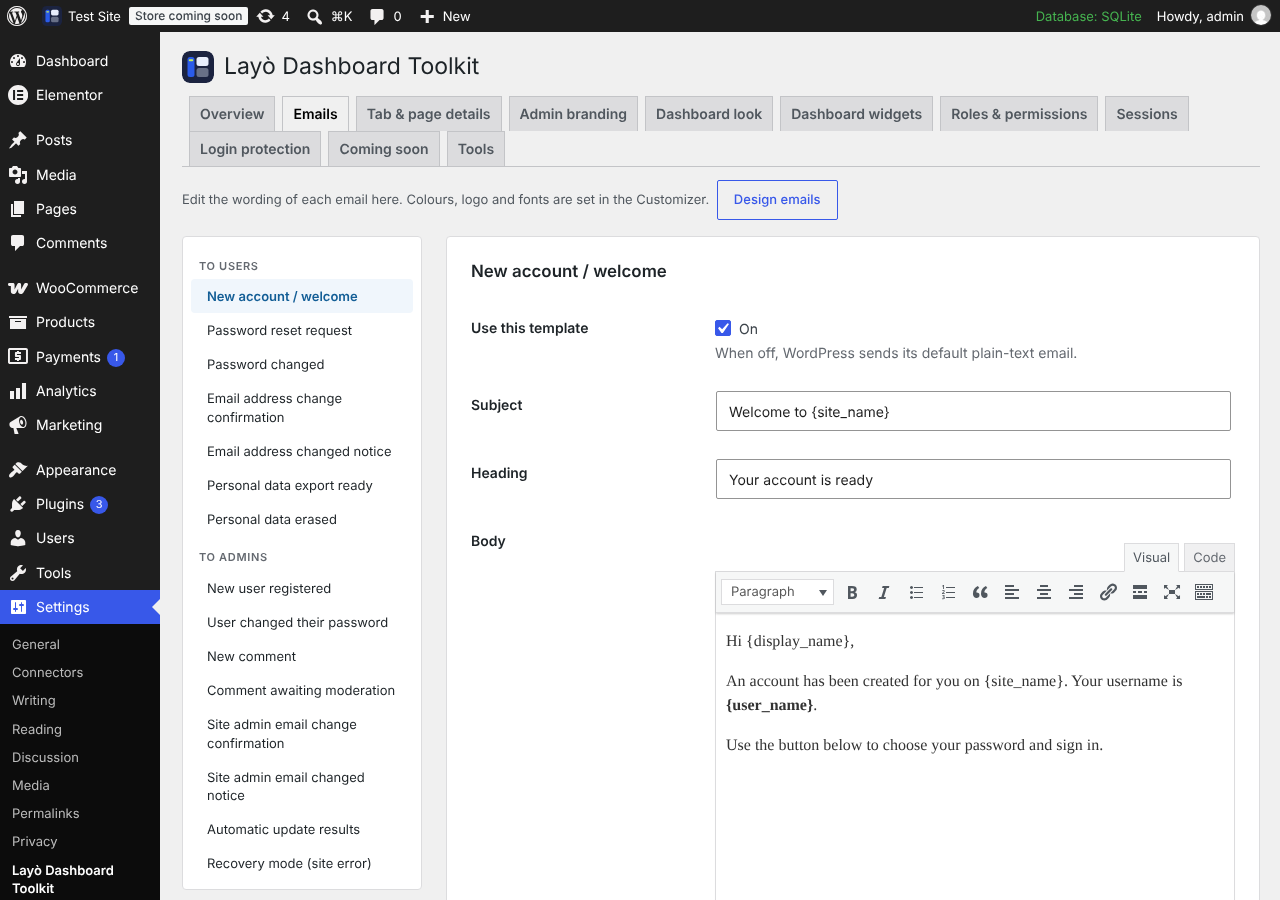 Test Site Store coming soon 4 ⌘K 0 New Database: SQLite Howdy, admin
Dashboard
Elementor
Posts
Media
Pages
Comments
WooCommerce
Products
Payments 1
Analytics
Marketing
Appearance
Plugins 3
Users
Tools
Settings
General
Connectors
Writing
Reading
Discussion
Media
Permalinks
Privacy
Layò Dashboard
Toolkit
Layò Dashboard Toolkit
Overview Emails Tab & page details Admin branding Dashboard look Dashboard widgets Roles & permissions Sessions
Login protection Coming soon Tools
Edit the wording of each email here. Colours, logo and fonts are set in the Customizer. Design emails
TO USERS
New account / welcome
Password reset request
Password changed
Email address change
confirmation
Email address changed notice
Personal data export ready
Personal data erased
TO ADMINS
New user registered
User changed their password
New comment
Comment awaiting moderation
Site admin email change
confirmation
Site admin email changed
notice
Automatic update results
Recovery mode (site error)
New account / welcome
Use this template On
When off, WordPress sends its default plain-text email.
Subject Welcome to {site_name}
Heading Your account is ready
Body
Visual Code
Paragraph
Hi {display_name},
An account has been created for you on {site_name}. Your username is
{user_name}.
Use the button below to choose your password and sign in.